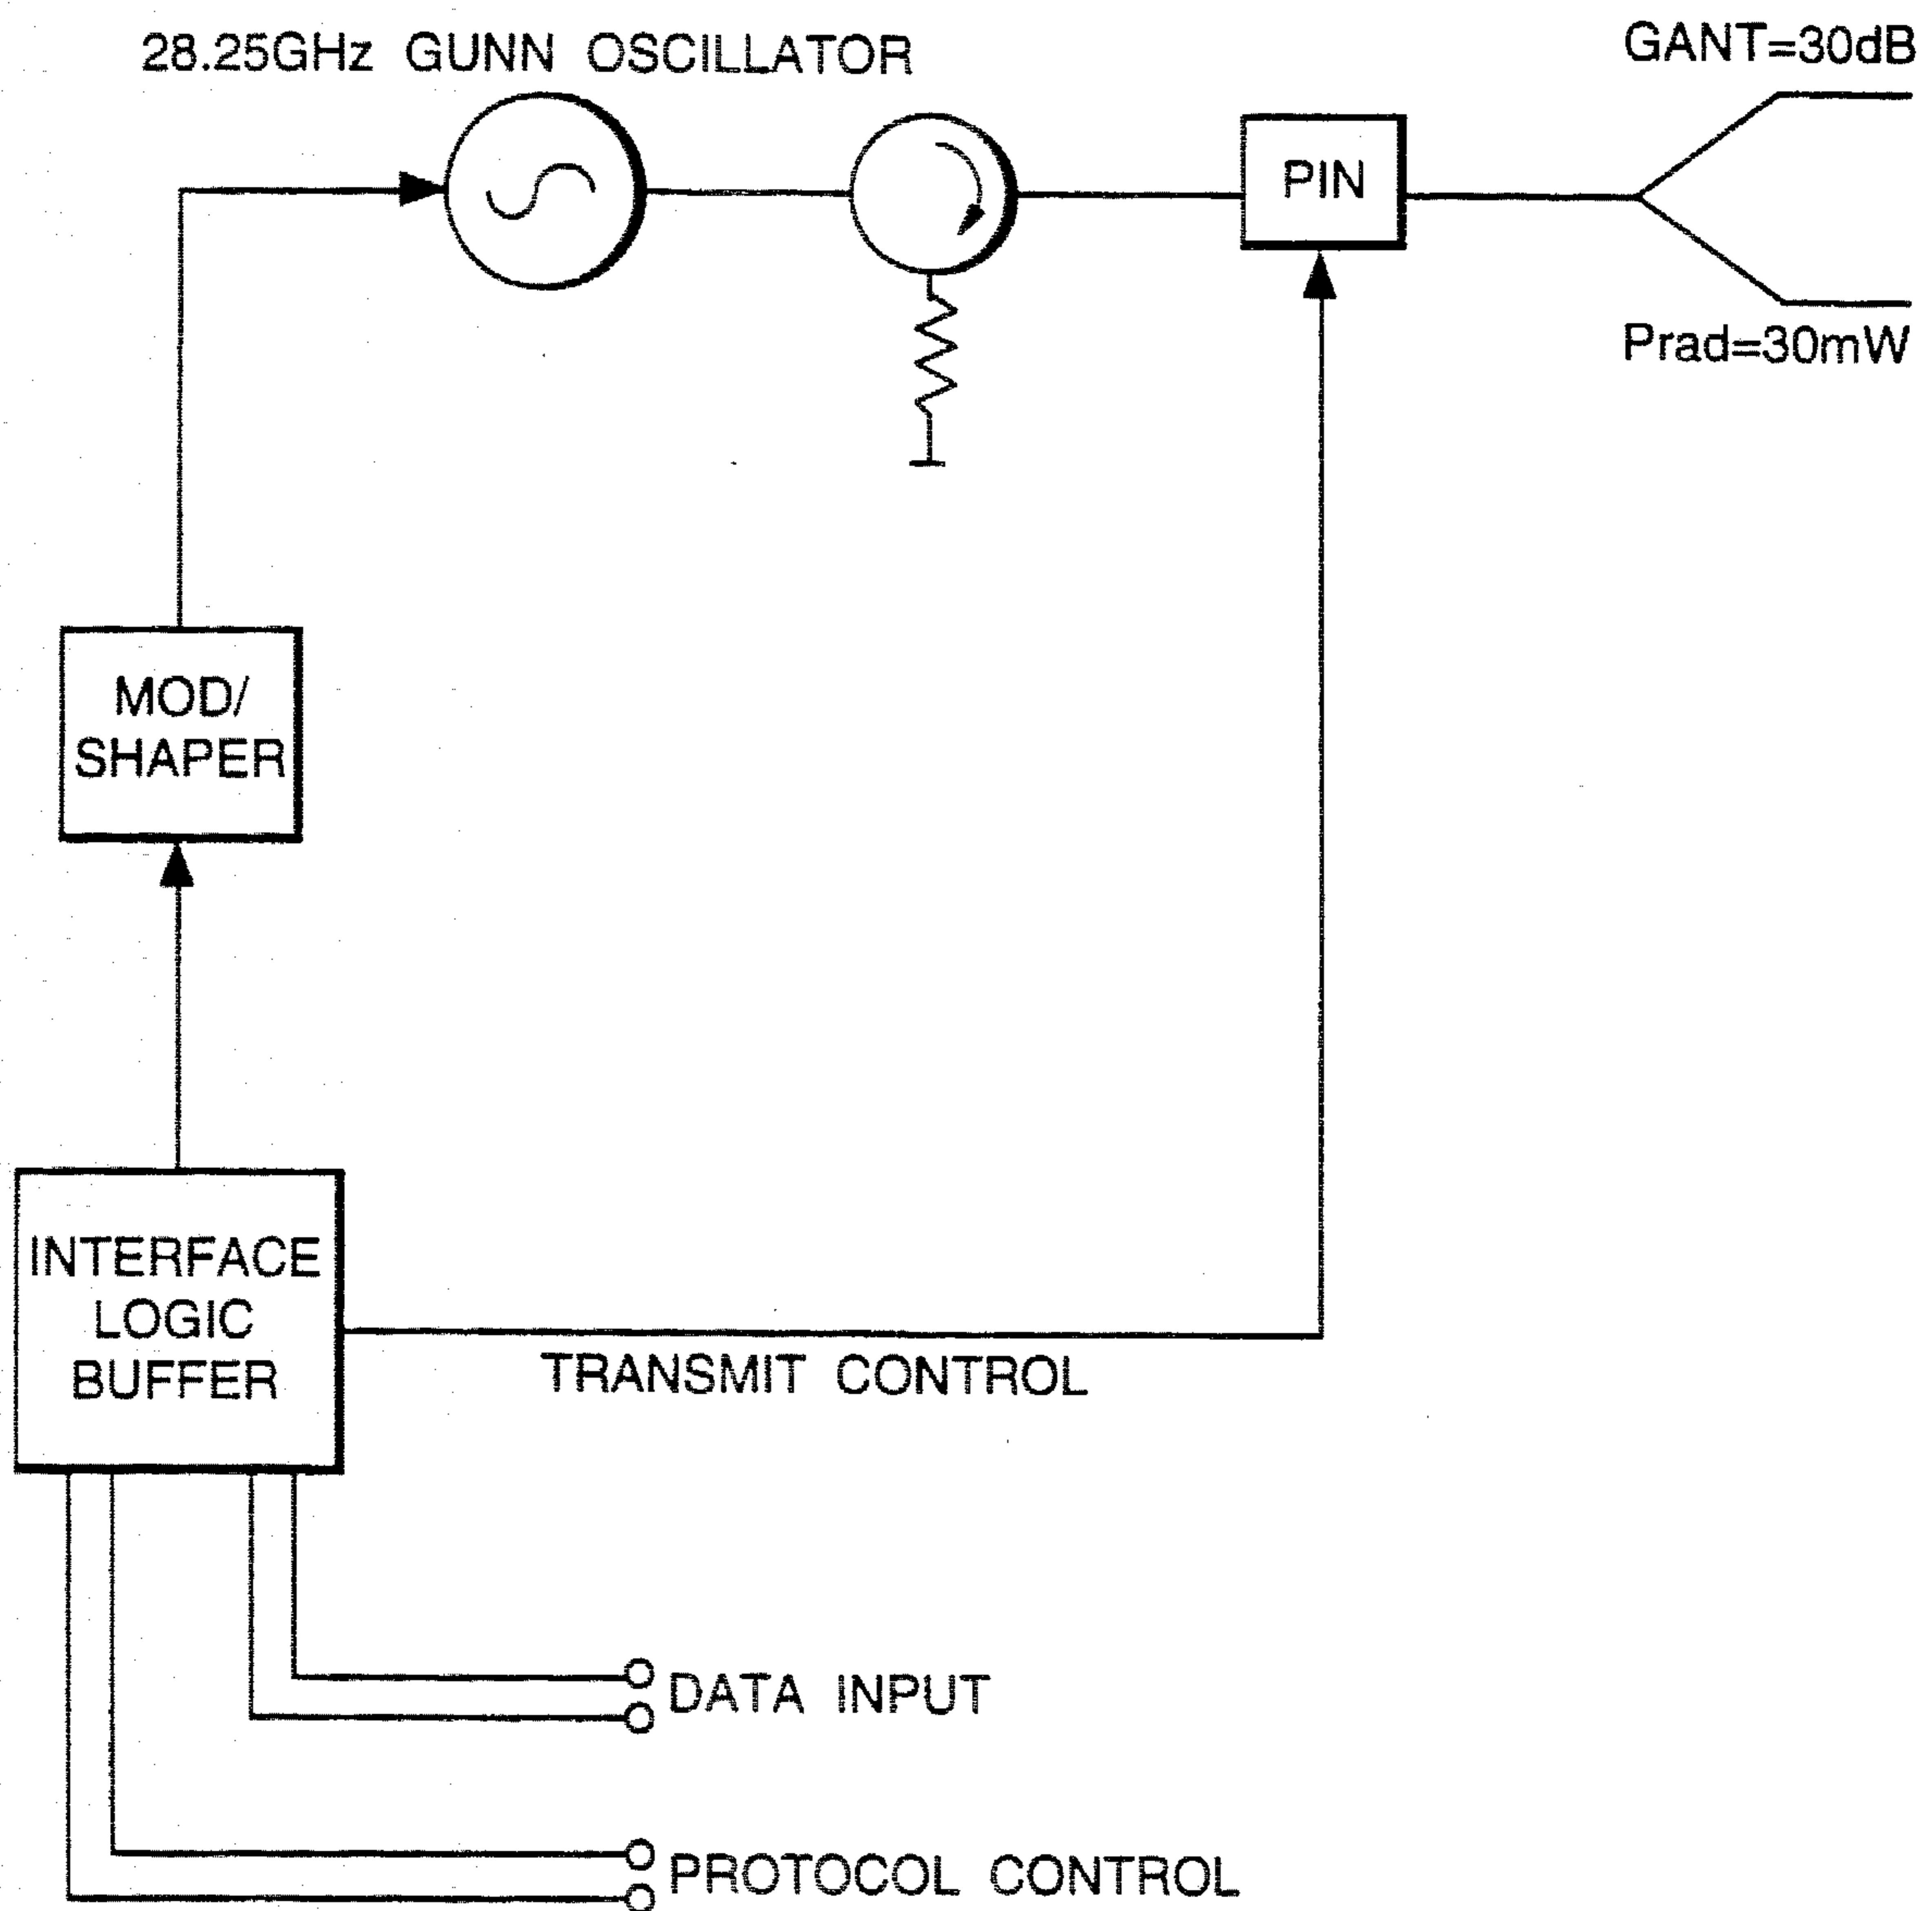 28.25GHz GUNN OSCILLATOR
GANT=30dB
PIN
Prad=30mW
MOD/
SHAPER
INTERFACE
LOGIC
BUFFER
TRANSMIT CONTROL
DATA INPUT
PROTOCOL CONTROL